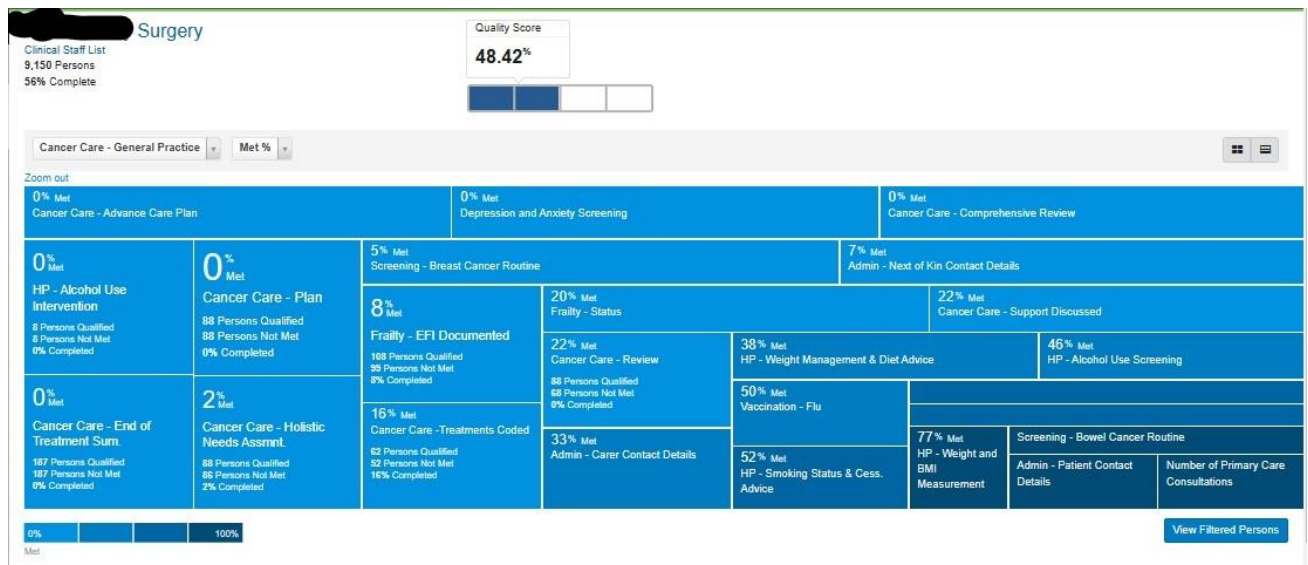 Surgery
Clinical Staff List
9,150 Persons
56% Complete
Quality Score
48.42%
Cancer Care - General Practice
Met %
Zoom out
0% Met
Cancer Care - Advance Care Plan
0% Met
Depression and Anxiety Screening
0% Met
Cancer Care - Comprehensive Review
0% Met
HP - Alcohol Use
Intervention
8 Persons Qualified
8 Persons Not Met
0% Completed
0% Met
Cancer Care - Plan
88 Persons Qualified
88 Persons Not Met
0% Completed
5% Met
Screening - Breast Cancer Routine
7% Met
Admin - Next of Kin Contact Details
8% Met
Frailty - EFI Documented
108 Persons Qualified
99 Persons Not Met
8% Completed
20% Met
Frailty - Status
22% Met
Cancer Care - Support Discussed
22% Met
Cancer Care - Review
88 Persons Qualified
68 Persons Not Met
0% Completed
38% Met
HP - Weight Management & Diet Advice
46% Met
HP - Alcohol Use Screening
0% Met
Cancer Care - End of
Treatment Sum.
187 Persons Qualified
187 Persons Not Met
0% Completed
2% Met
Cancer Care - Holistic
Needs Assmnt.
88 Persons Qualified
86 Persons Not Met
2% Completed
16% Met
Cancer Care -Treatments Coded
62 Persons Qualified
52 Persons Not Met
16% Completed
33% Met
Admin - Carer Contact Details
50% Met
Vaccination - Flu
52% Met
HP - Smoking Status & Cess.
Advice
77% Met
HP - Weight and
BMI
Measurement
Screening - Bowel Cancer Routine
Admin - Patient Contact
Details
Number of Primary Care
Consultations
0%
100%
Met
View Filtered Persons